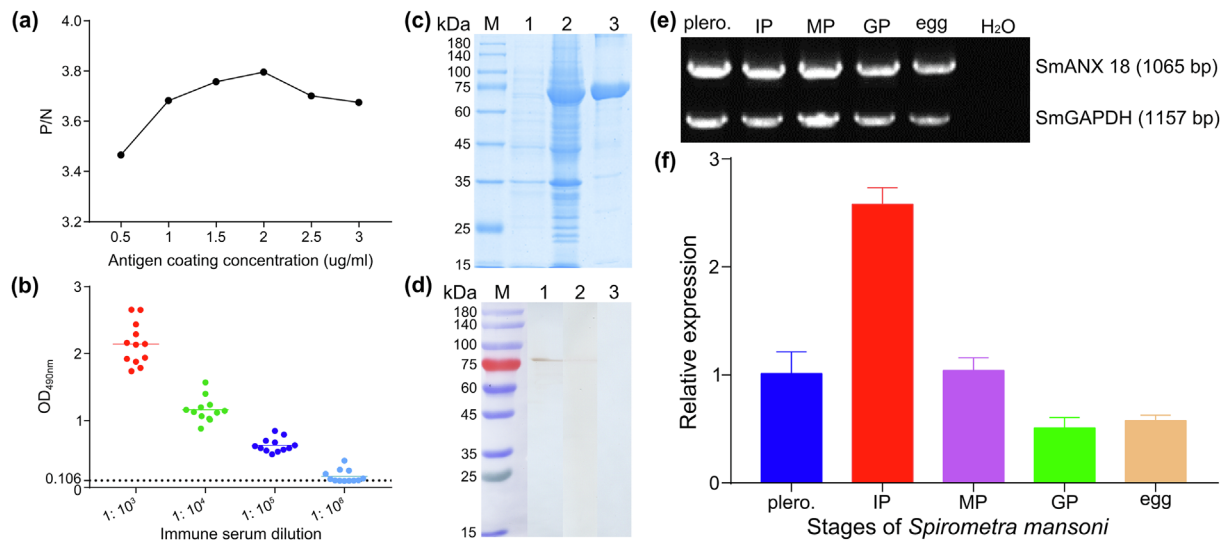 (a)
4.0
3.8
3.6
3.4
3.2
P/N
0.5 1 1.5 2 2.5 3
Antigen coating concentration (ug/ml)
(b)
3
2
1
0.106
0
OD490nm
1: 10³ 1: 10⁴ 1: 10⁵ 1: 10⁶
Immune serum dilution
(c)
kDa M 1 2 3
180
140
100
75
60
45
35
25
15
(d)
kDa M 1 2 3
180
140
100
75
60
45
35
25
15
(e)
plero. IP MP GP egg H₂O
SmANX 18 (1065 bp)
SmGAPDH (1157 bp)
(f)
3
2
1
0
Relative expression
plero. IP MP GP egg
Stages of Spirometra mansoni